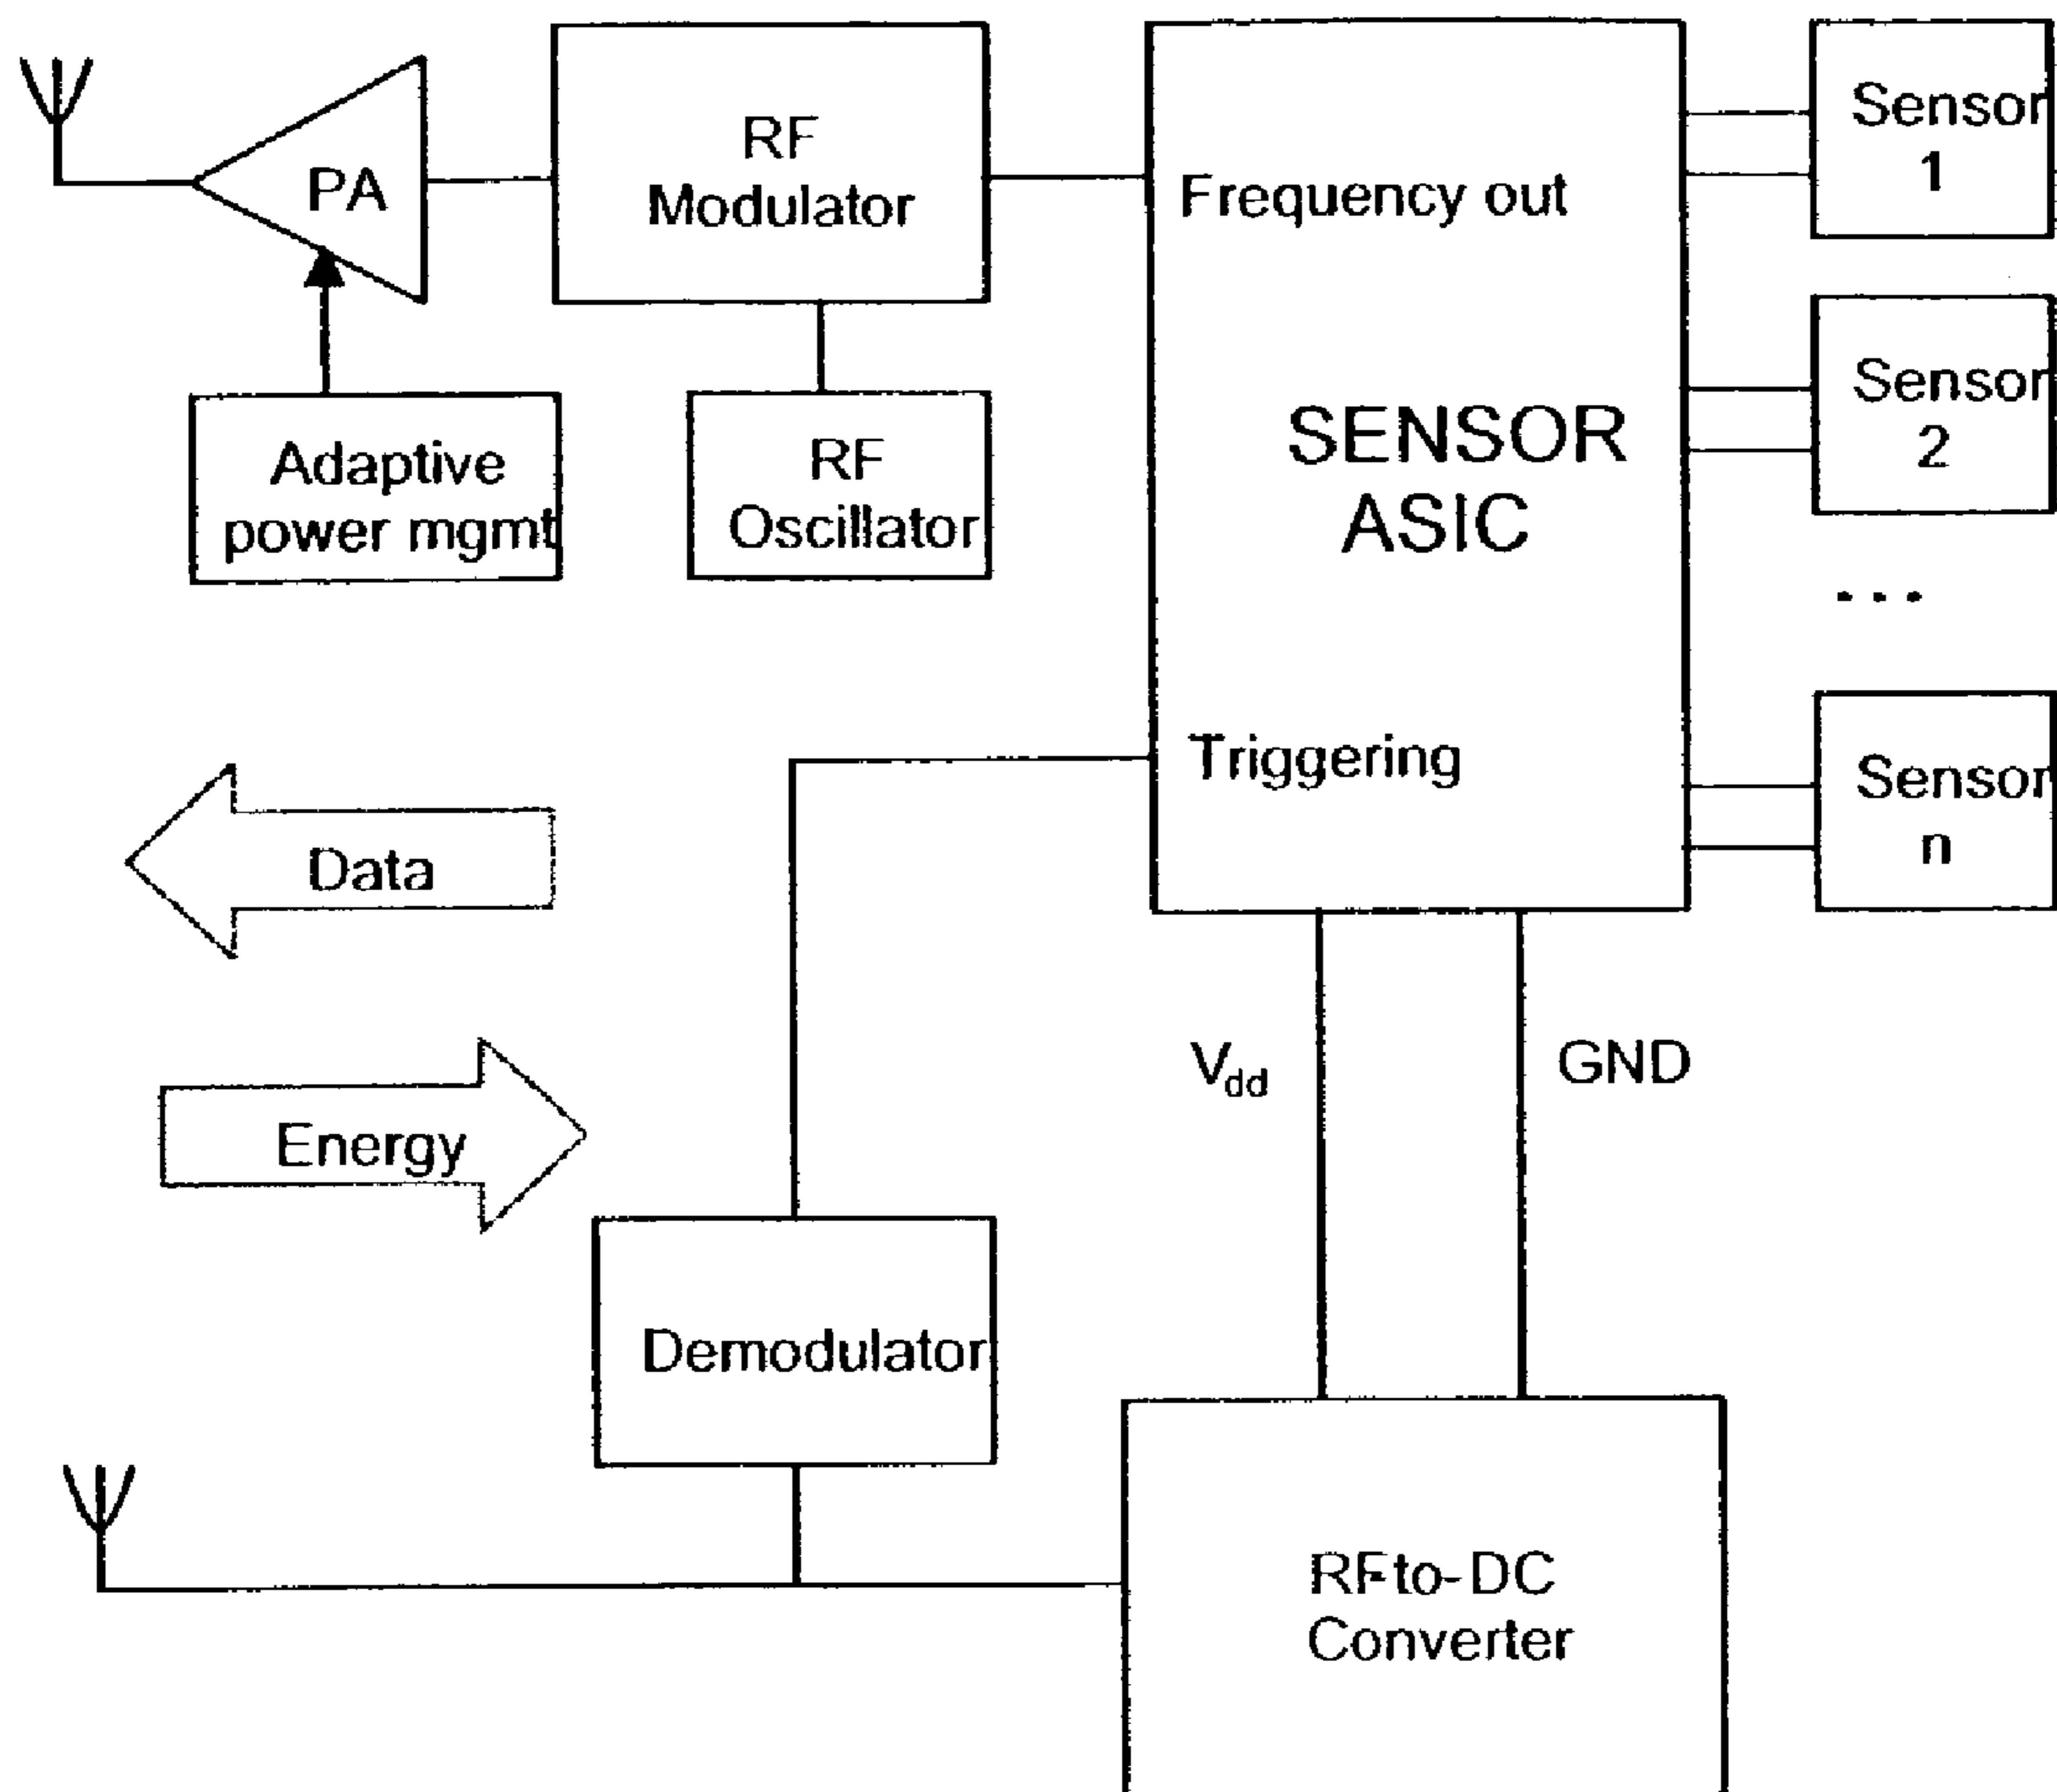 PA
RF
Modulator
Frequency out
Sensor
1
Adaptive
power mgmt
RF
Oscillator
SENSOR
ASIC
Sensor
2
...
Triggering
Sensor
n
Data
Energy
Vdd
GND
Demodulator
RFto-DC
Converter